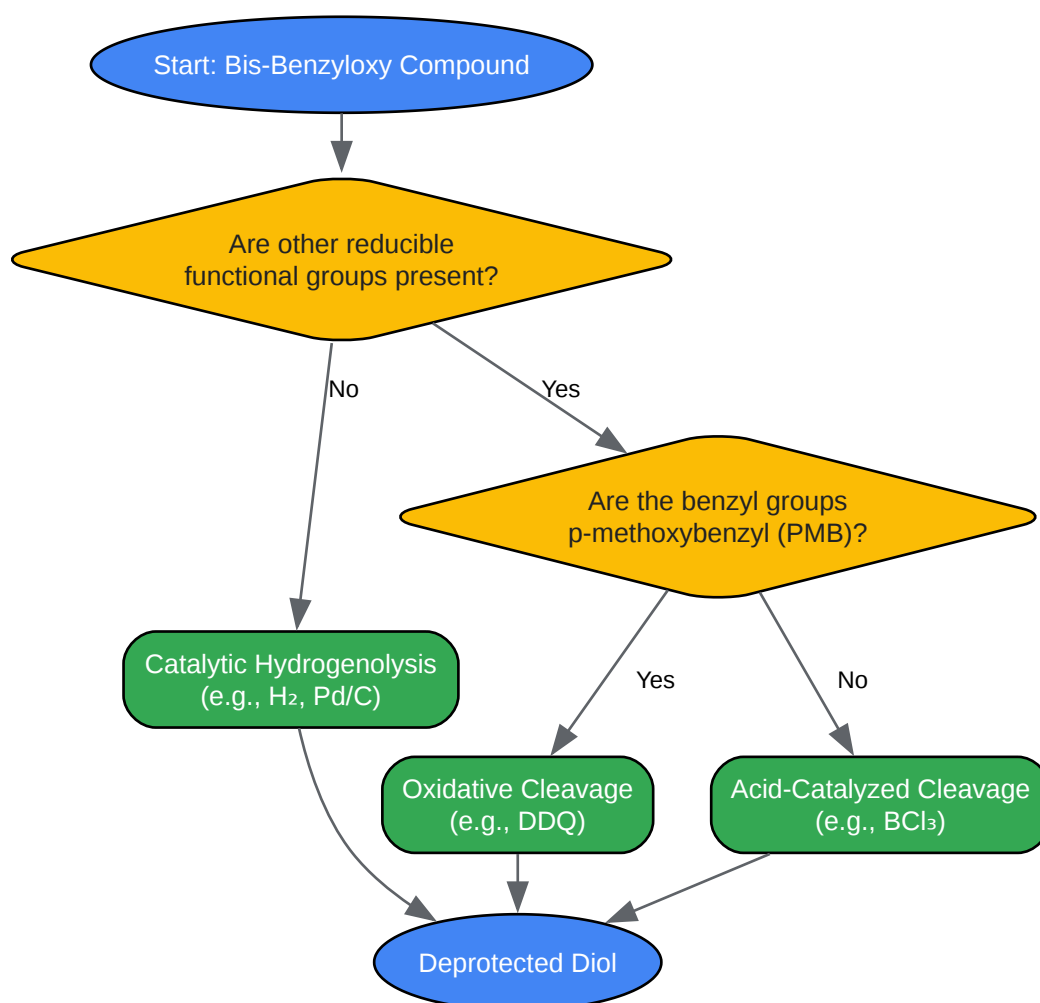 Start: Bis-Benzyloxy Compound
Are other reducible
functional groups present?
No
Yes
Are the benzyl groups
p-methoxybenzyl (PMB)?
Catalytic Hydrogenolysis
(e.g., H₂, Pd/C)
Yes
No
Oxidative Cleavage
(e.g., DDQ)
Acid-Catalyzed Cleavage
(e.g., BCl₃)
Deprotected Diol